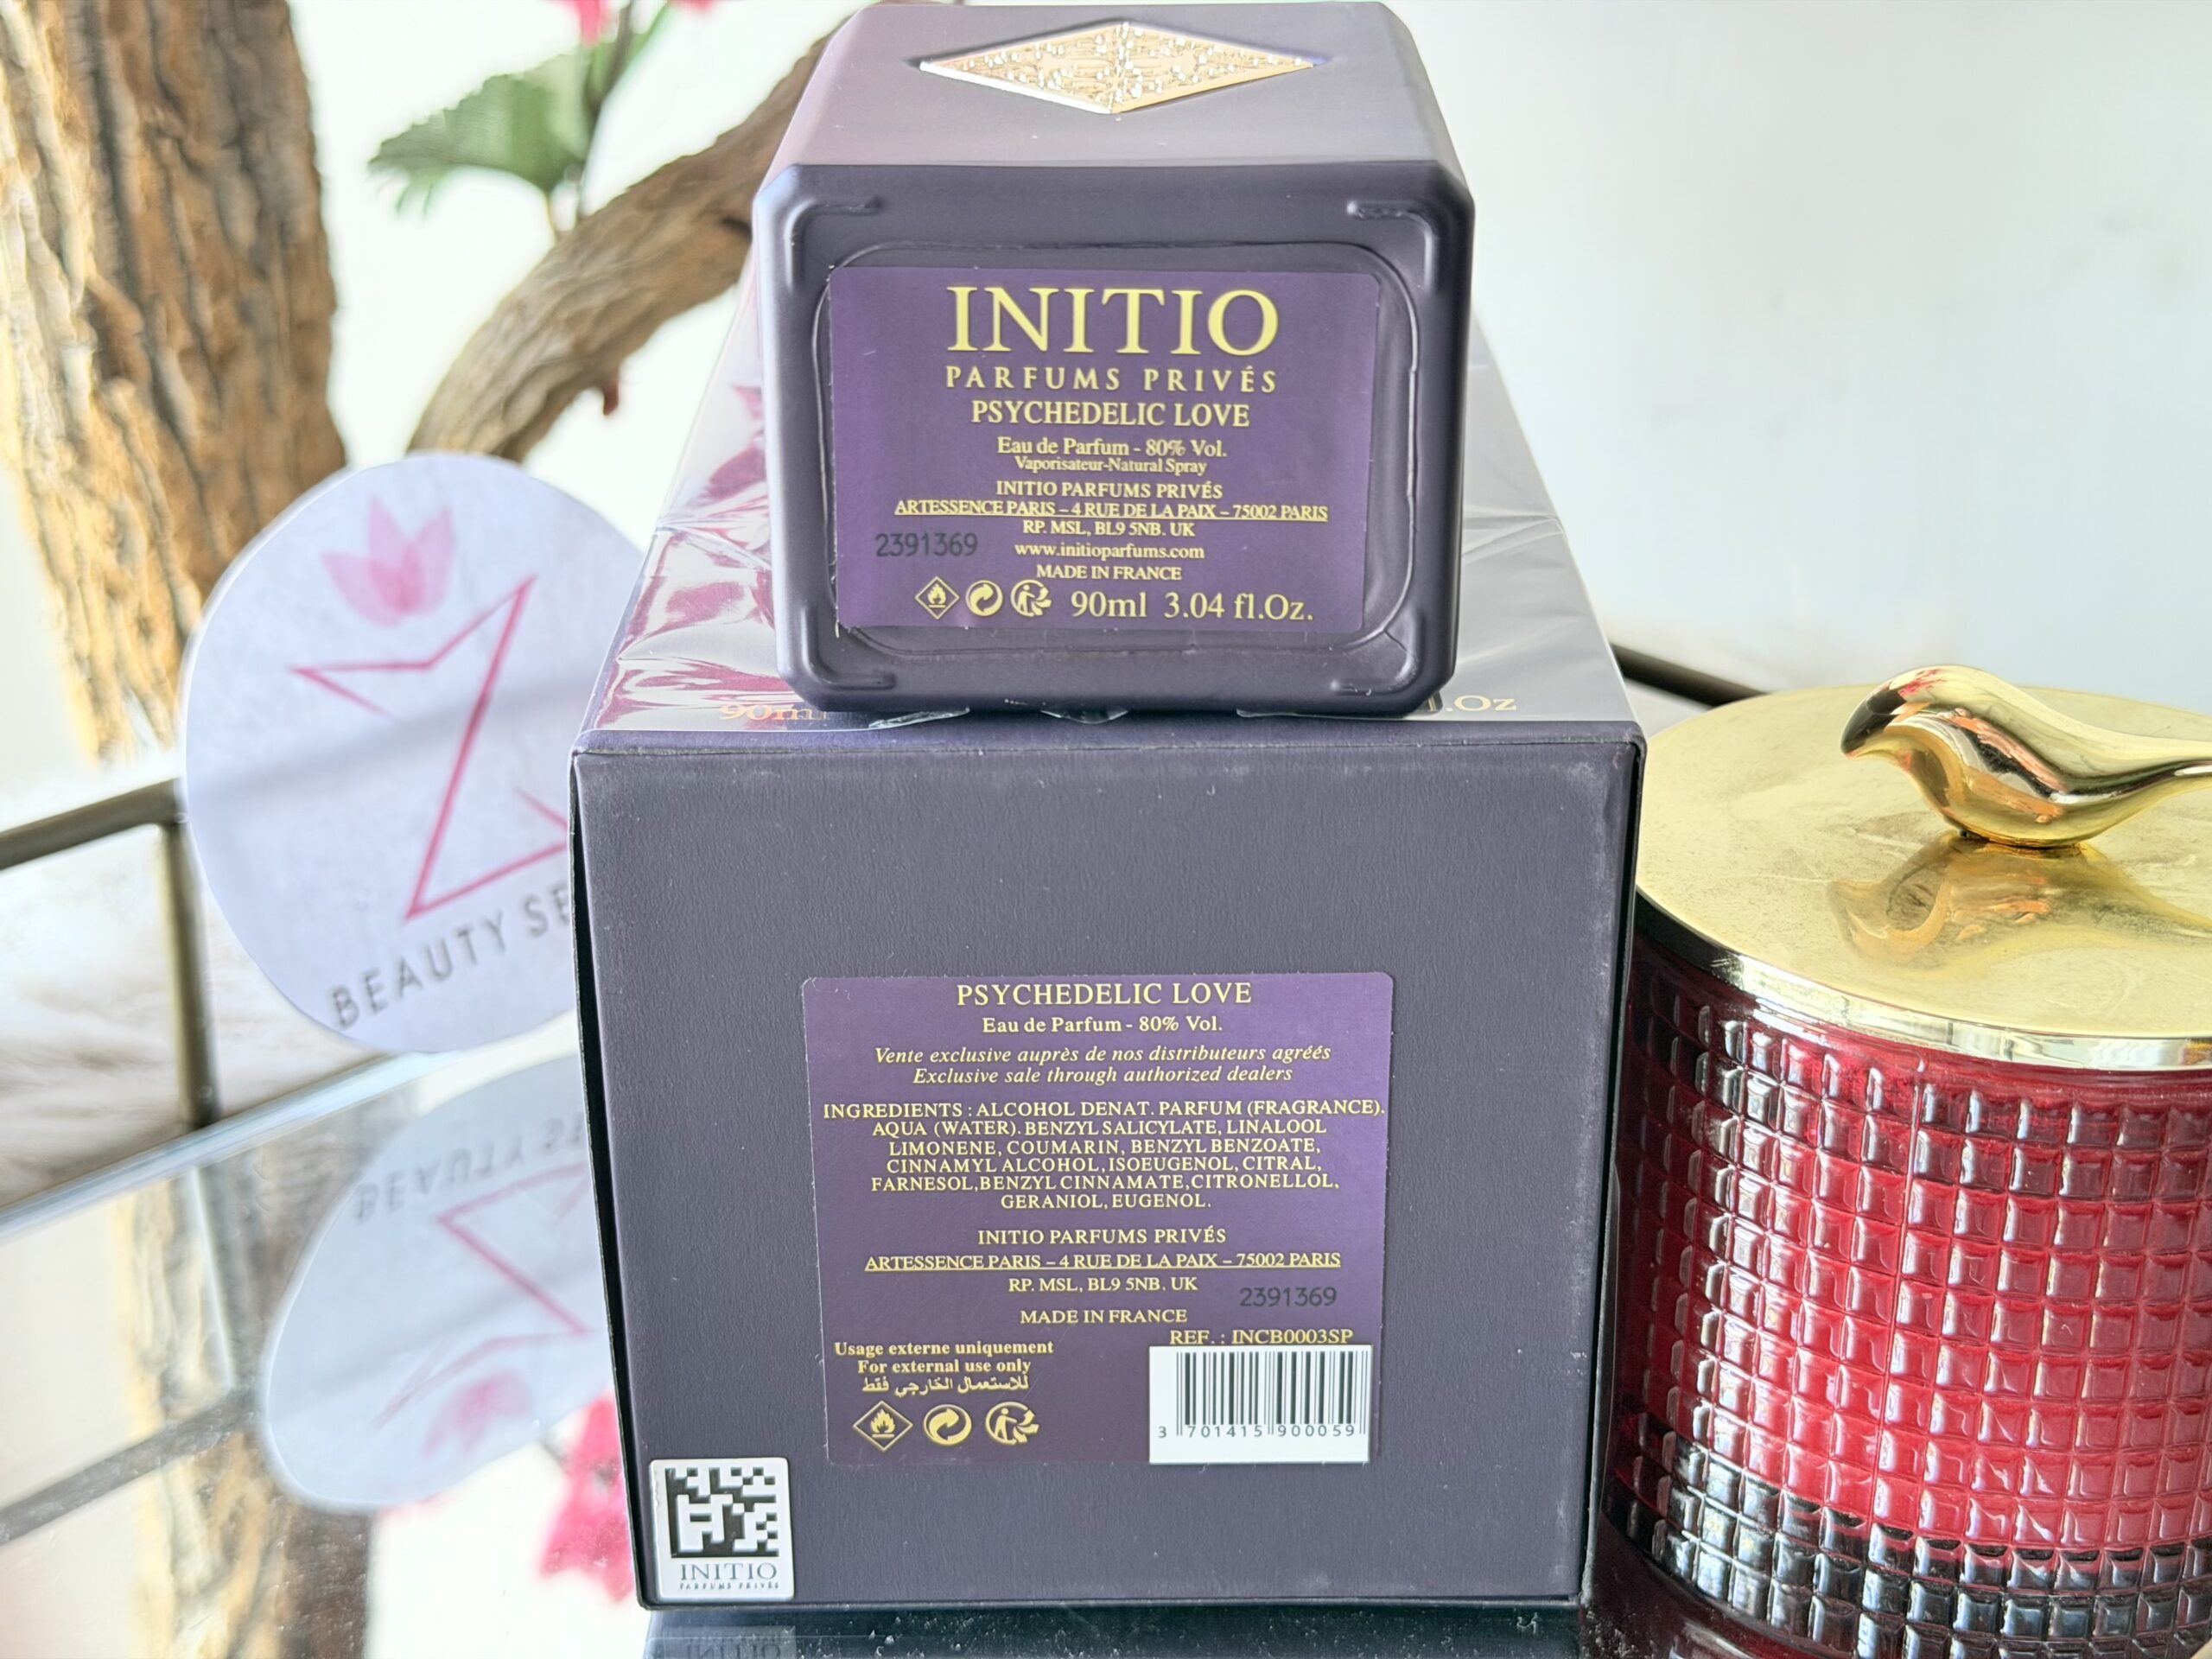 INITIO
PARFUMS PRIVÉS
PSYCHEDELIC LOVE
Eau de Parfum - 80% Vol.
Vaporisateur-Natural Spray
INITIO PARFUMS PRIVÉS
ARTESSENCE PARIS – 4 RUE DE LA PAIX – 75002 PARIS
RP. MSL, BL9 5NB. UK
2391369
www.initioparfums.com
MADE IN FRANCE
90ml 3.04 fl.Oz.
90ml
.Oz
BEAUTY
PSYCHEDELIC LOVE
Eau de Parfum - 80% Vol.
Vente exclusive auprès de nos distributeurs agréés
Exclusive sale through authorized dealers
INGREDIENTS : ALCOHOL DENAT. PARFUM (FRAGRANCE).
AQUA (WATER). BENZYL SALICYLATE, LINALOOL
LIMONENE, COUMARIN, BENZYL BENZOATE,
CINNAMYL ALCOHOL, ISOEUGENOL, CITRAL,
FARNESOL, BENZYL CINNAMATE, CITRONELLOL,
GERANIOL, EUGENOL.
INITIO PARFUMS PRIVÉS
ARTESSENCE PARIS – 4 RUE DE LA PAIX – 75002 PARIS
RP. MSL, BL9 5NB. UK
2391369
MADE IN FRANCE
REF. : INCB0003SP
Usage externe uniquement
For external use only
للاستعمال الخارجي فقط
3 701415 900059
INITIO
PARFUMS PRIVÉS